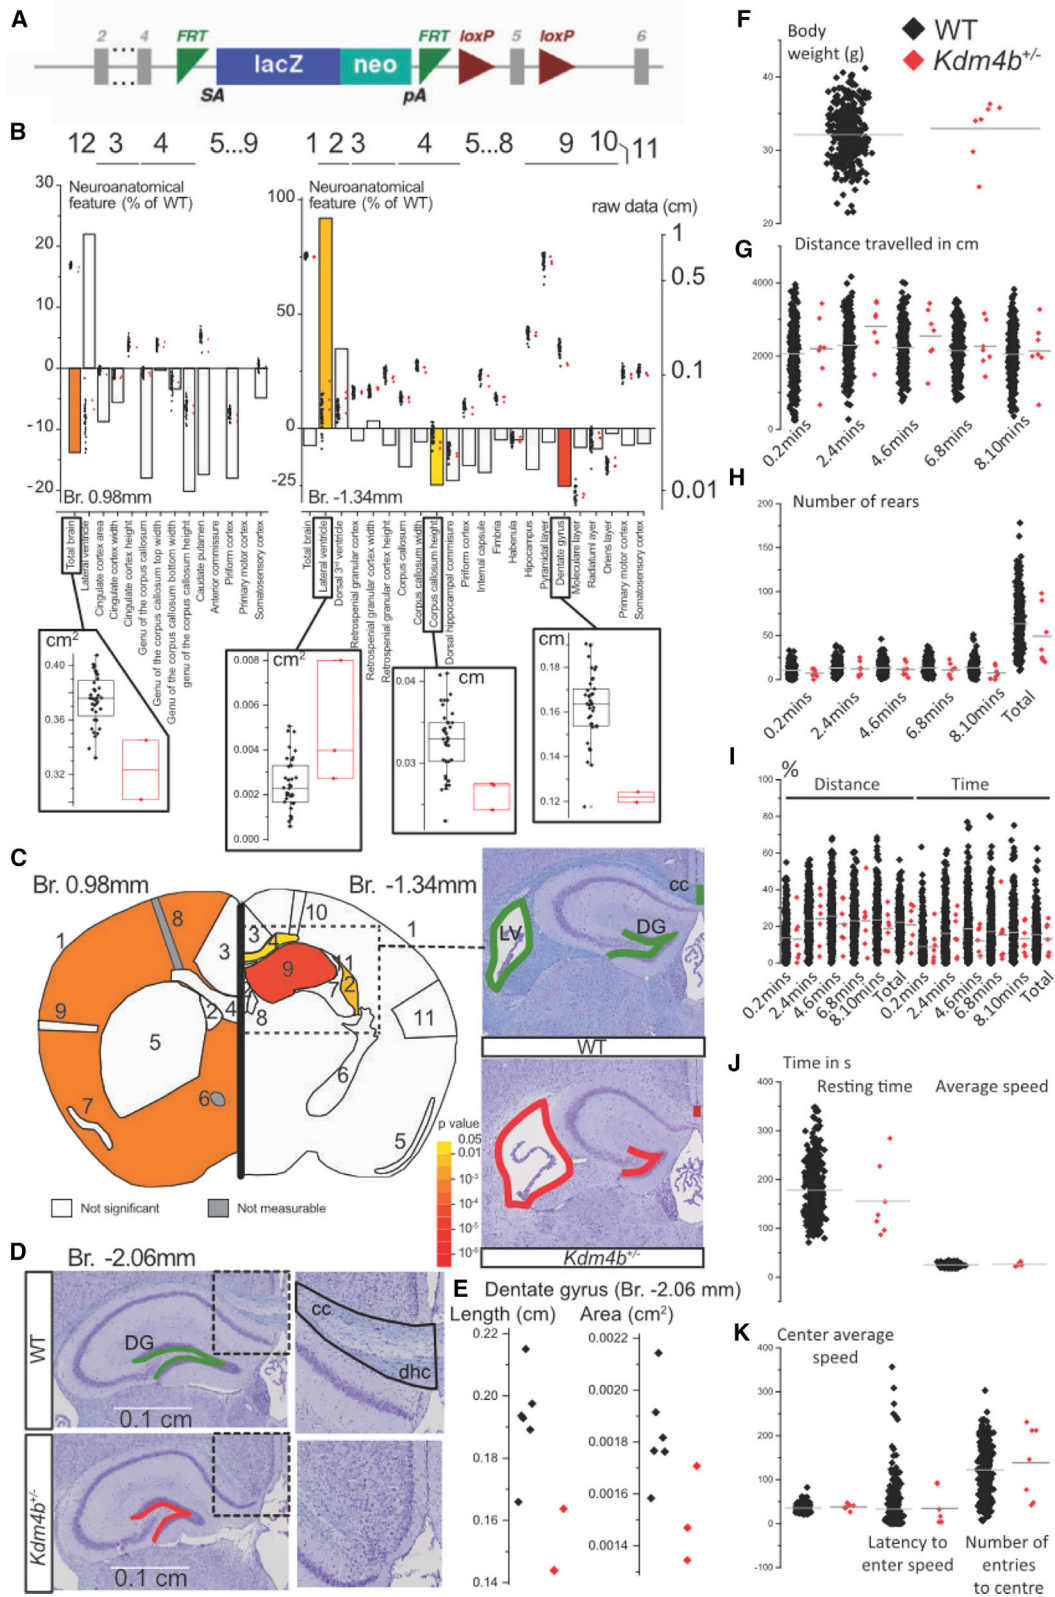 A
2
4
FRT
lacZ
neo
FRT
loxP
5
loxP
6
SA
pA
B
12 3 4 5...9
1 2 3 4 5...8 9 10 11
Neuroanatomical
feature (% of WT)
30
20
10
0
-10
-20
Br. 0.98mm
Neuroanatomical
feature (% of WT)
100
50
0
-25
Br. -1.34mm
raw data (cm)
1
0.5
0.1
0.01
Total brain
Lateral ventricle
Cingulate cortex area
Cingulate cortex width
Cingulate cortex height
Genu of the corpus callosum
Genu of the corpus callosum top width
Genu of the corpus callosum bottom width
genu of the corpus callosum height
Caudate putamen
Anterior commissure
Piriform cortex
Primary motor cortex
Somatosensory cortex
Total brain
Lateral ventricle
Dorsal 3rd ventricle
Retrosplenial granular cortex
Retrosplenial granular cortex width
Retrosplenial granular cortex height
Corpus callosum
Corpus callosum width
Corpus callosum height
Dorsal hippocampal commissure
Piriform cortex
Internal capsule
Fimbria
Habenula
Hipocampus
Pyramidal layer
Dentate gyrus
Moleculare layer
Radiatum layer
Oriens layer
Primary motor cortex
Somatosory cortex
cm2
0.40
0.36
0.32
cm2
0.008
0.006
0.004
0.002
0.000
cm
0.04
0.03
cm
0.20
0.18
0.16
0.14
0.12
C
Br. 0.98mm
Br. -1.34mm
1
8
3
2
4
5
9
7
6
10
1
3
4
9
11
2
7
8
11
6
5
LV
DG
cc
WT
Kdm4b+/-
p value
0.05
0.01
10-3
10-4
10-5
10-6
Not significant
Not measurable
D
Br. -2.06mm
WT
DG
0.1 cm
cc
dhc
Kdm4b+/-
0.1 cm
E
Dentate gyrus (Br. -2.06 mm)
Length (cm)
Area (cm2)
0.22
0.20
0.18
0.16
0.14
0.0022
0.0020
0.0018
0.0016
0.0014
F
Body
weight (g)
WT
Kdm4b+/-
40
30
20
G
Distance travelled in cm
4000
2000
0
0.2mins
2.4mins
4.6mins
6.8mins
8.10mins
H
Number of rears
200
150
100
50
0
0.2mins
2.4mins
4.6mins
6.8mins
8.10mins
Total
I
%
Distance
Time
100
80
60
40
20
0
0.2mins
2.4mins
4.6mins
6.8mins
8.10mins
Total
0.2mins
2.4mins
4.6mins
6.8mins
8.10mins
Total
J
Time in s
Resting time
Average speed
400
300
200
100
0
K
Center average
speed
400
300
200
100
0
-100
Latency to
enter speed
Number of
entries
to centre